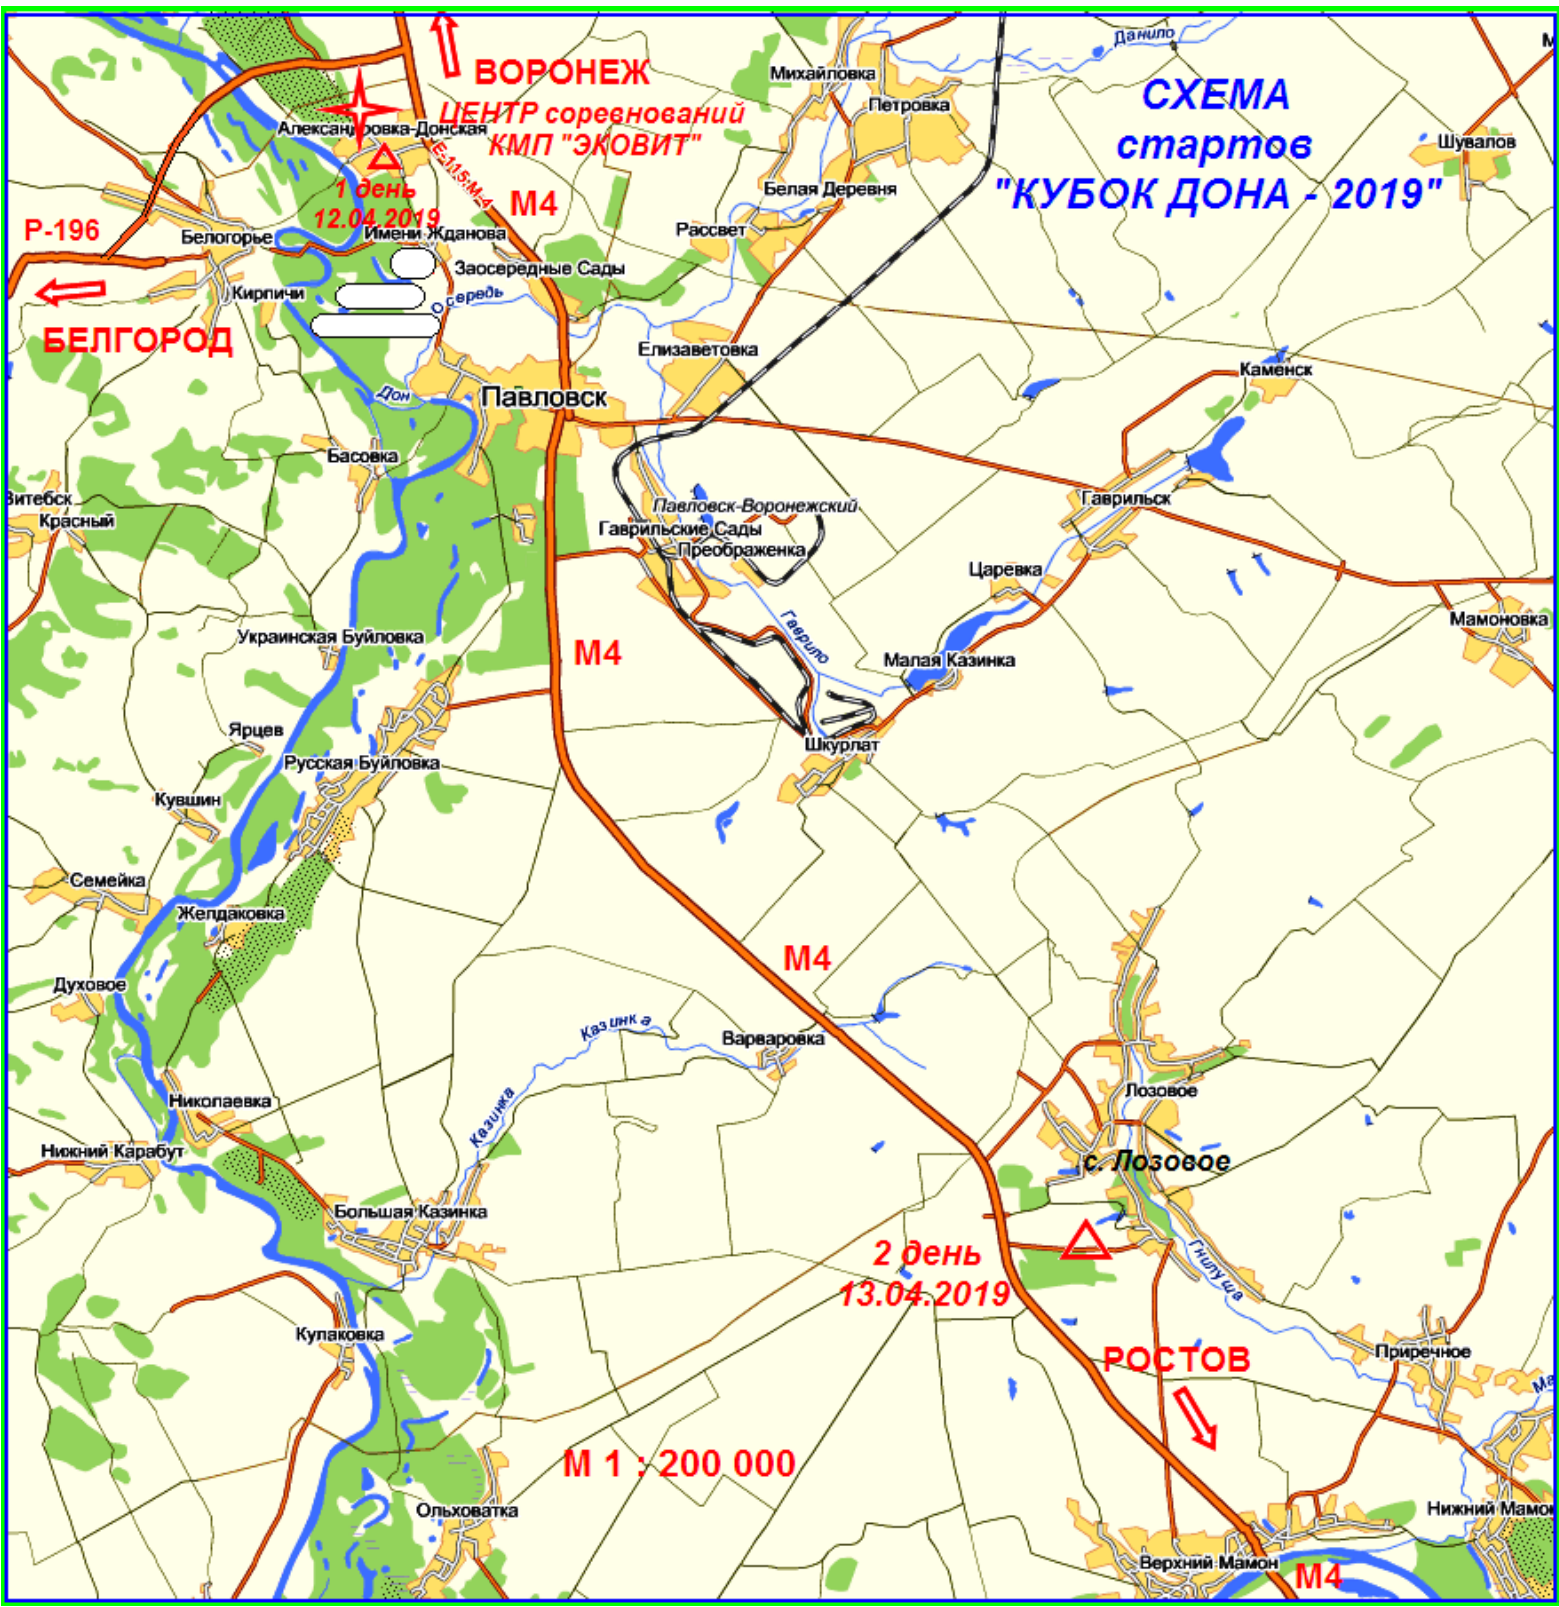 ВОРОНЕЖ
ЦЕНТР соревнований
КМП "ЭКОВИТ"
СХЕМА
стартов
"КУБОК ДОНА - 2019"
Данило
Михайловка
Петровка
Шувалов
Александровка-Донская
E-115;M-4
1 день
12.04.2019
М4
Белая Деревня
Р-196
Белогорье
Имени Жданова
Рассвет
Заосередные Сады
Кирпичи
Осередь
БЕЛГОРОД
Елизаветовка
Каменск
Дон
Павловск
Басовка
Витебск
Красный
Павловск-Воронежский
Гаврильск
Гаврильские Сады
Преображенка
Царевка
Гаврило
Мамоновка
Украинская Буйловка
М4
Малая Казинка
Ярцев
Шкурлат
Русская Буйловка
Кувшин
Семейка
Желдаковка
М4
Духовое
Казинка
Варваровка
Лозовое
Николаевка
Казинка
Нижний Карабут
с. Лозовое
Большая Казинка
2 день
13.04.2019
Гнилуша
Кулаковка
Приречное
РОСТОВ
М 1 : 200 000
Ольховатка
Нижний Мамон
Верхний Мамон
М4